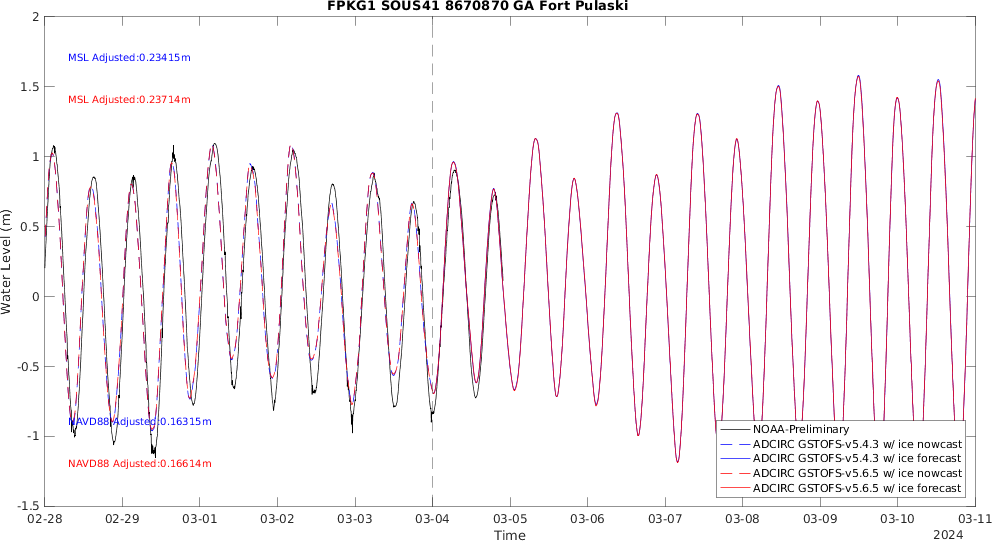 FPKG1 SOUS41 8670870 GA Fort Pulaski
2
1.5
1
0.5
0
-0.5
-1
-1.5
Water Level (m)
MSL Adjusted:0.23415m
MSL Adjusted:0.23714m
NAVD88 Adjusted:0.16315m
NAVD88 Adjusted:0.16614m
NOAA-Preliminary
ADCIRC GSTOFS-v5.4.3 w/ ice nowcast
ADCIRC GSTOFS-v5.4.3 w/ ice forecast
ADCIRC GSTOFS-v5.6.5 w/ ice nowcast
ADCIRC GSTOFS-v5.6.5 w/ ice forecast
02-28 02-29 03-01 03-02 03-03 03-04 03-05 03-06 03-07 03-08 03-09 03-10 03-11
Time
2024